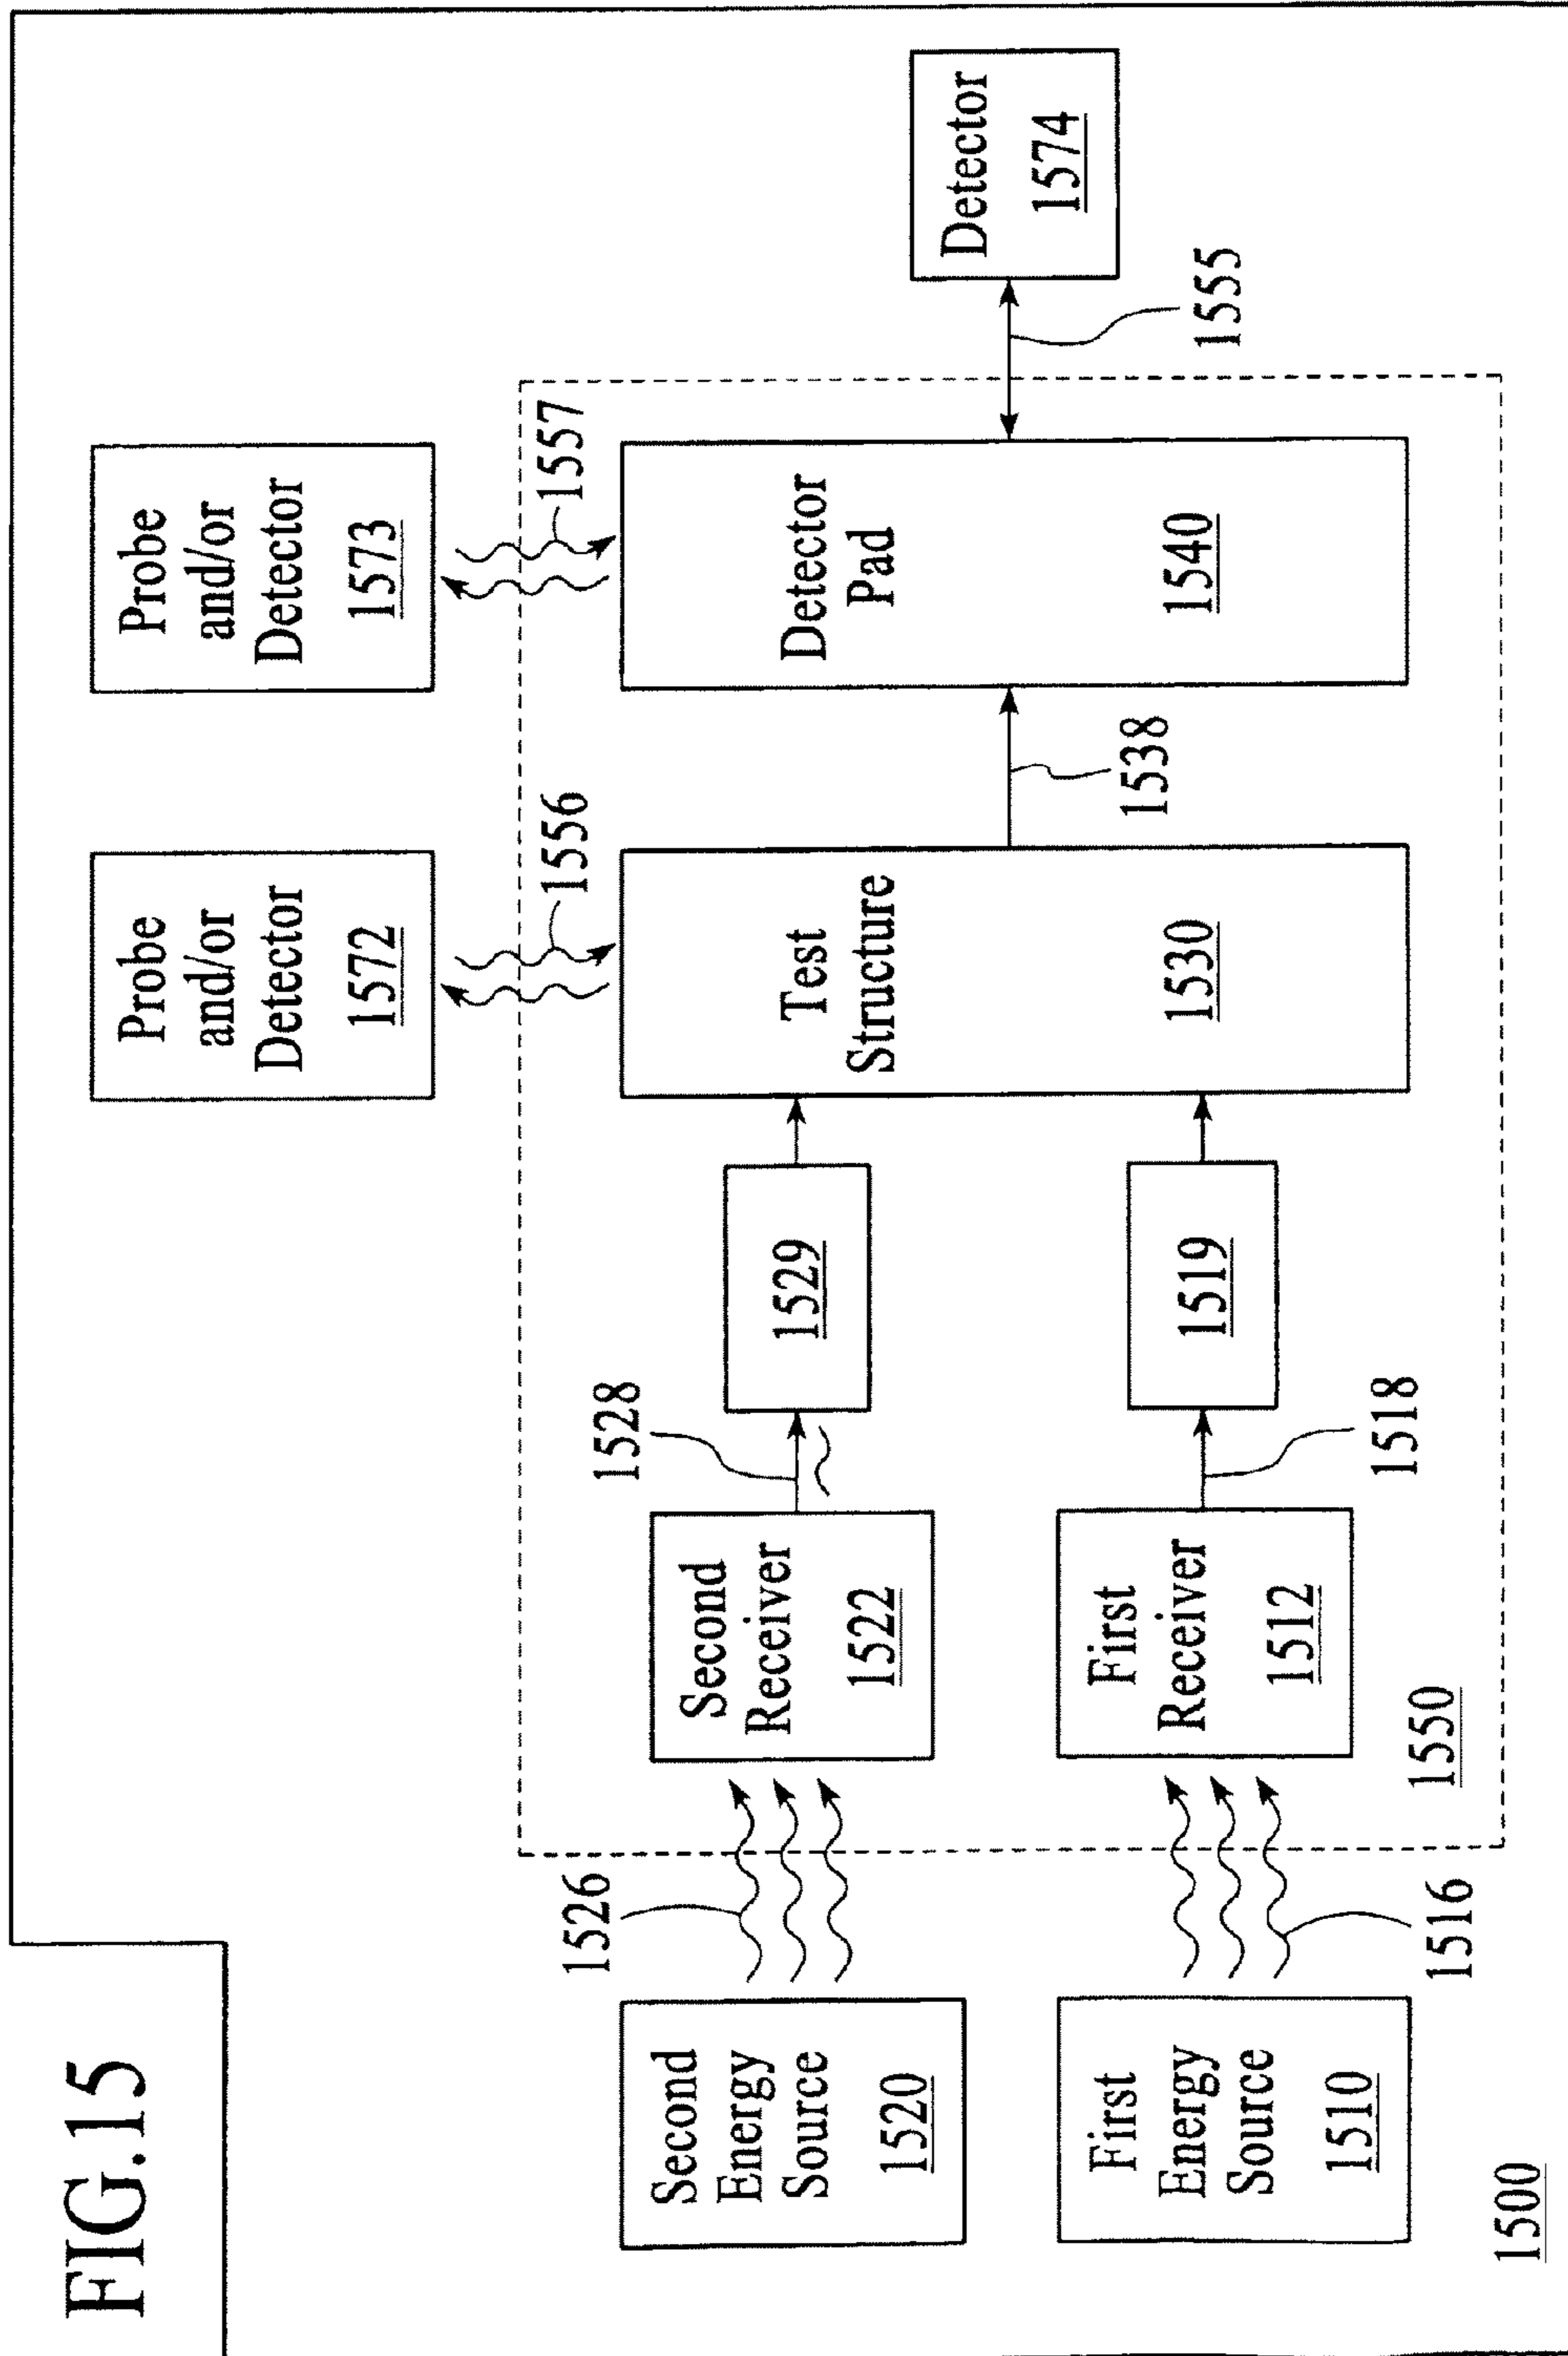 FIG.15
Probe
and/or
Detector
1572
Probe
and/or
Detector
1573
1556
1557
1526
1528
Second
Energy
Source
1520
Second
Receiver
1522
1529
Test
Structure
1530
Detector
Pad
1540
Detector
1574
1538
1555
First
Energy
Source
1510
First
Receiver
1512
1519
1516
1518
1550
1500